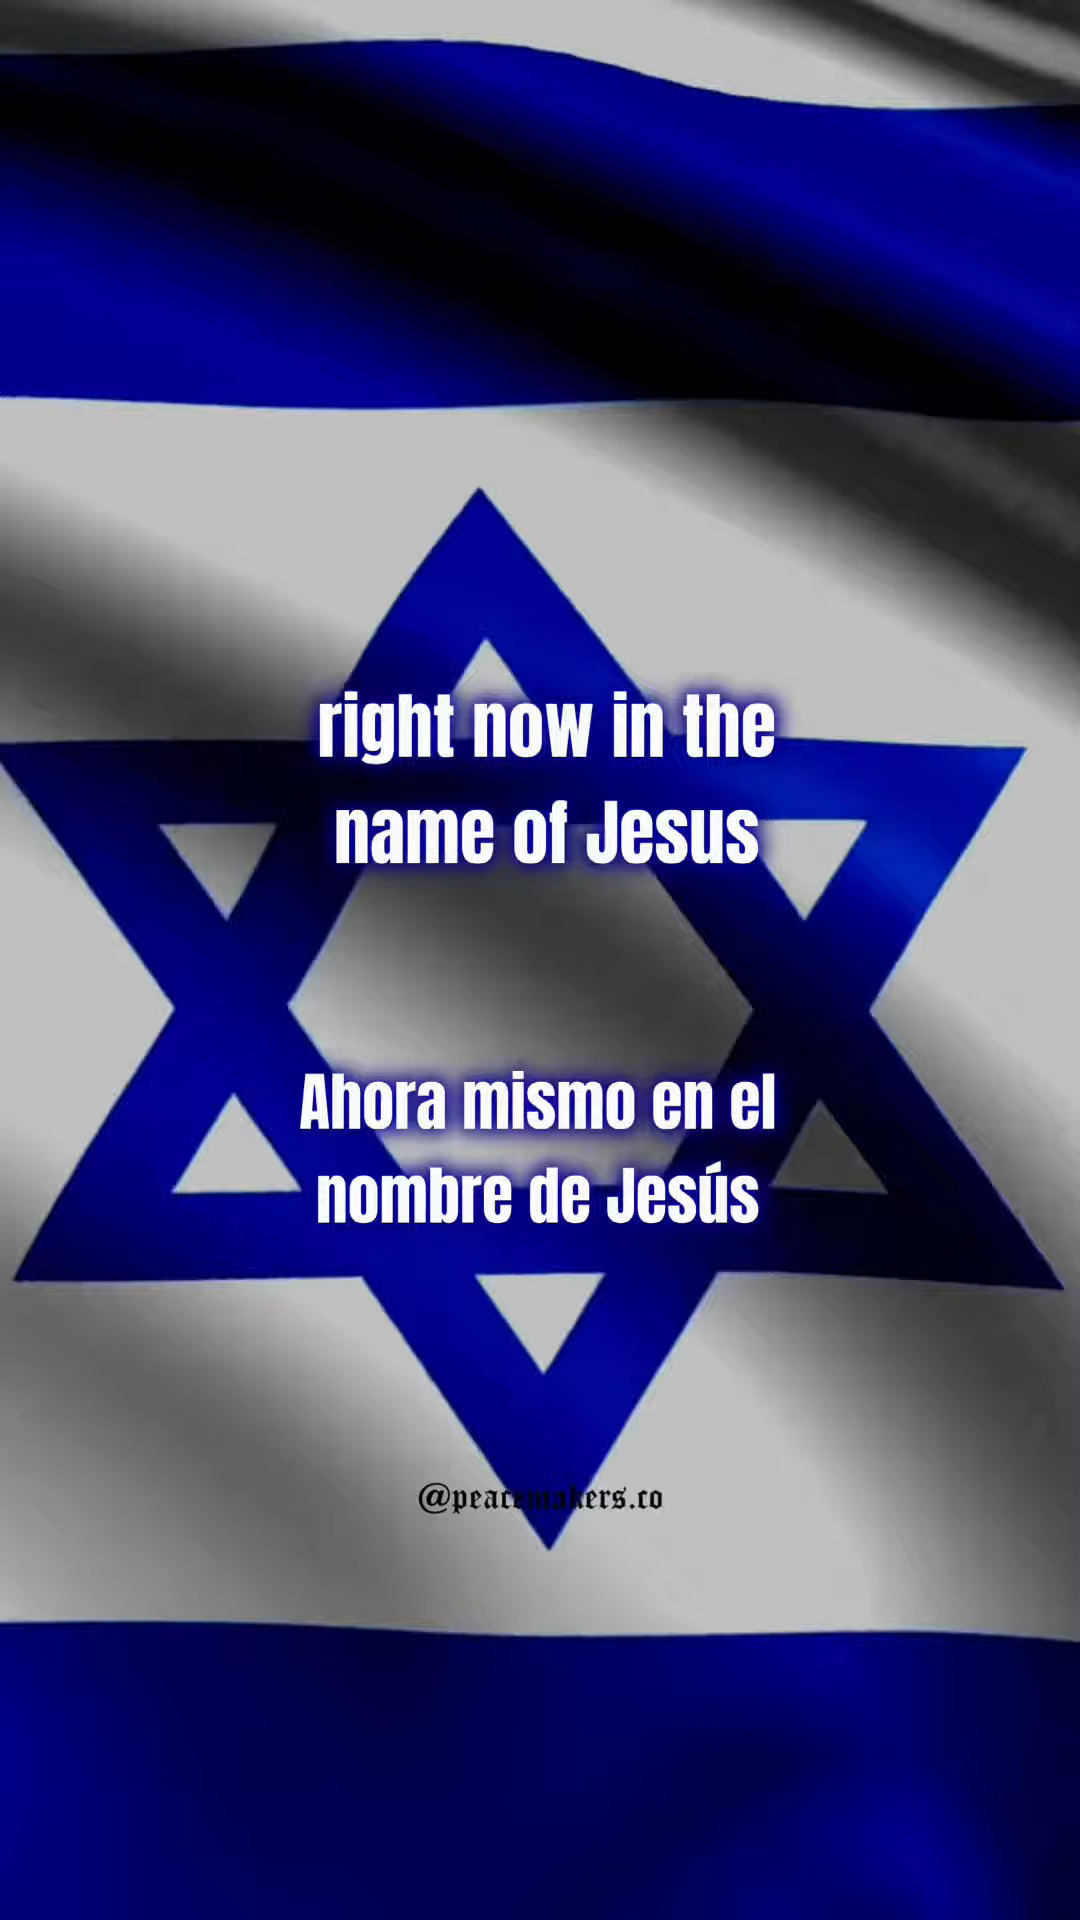 right now in the
name of Jesus
Ahora mismo en el
nombre de Jesús
@peacemakers.co